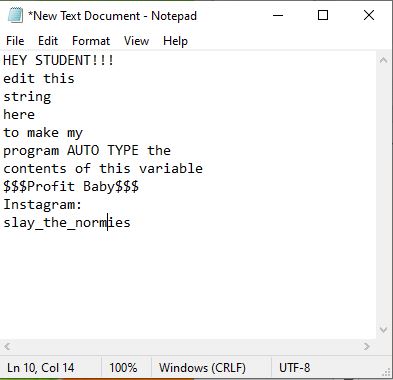 *New Text Document - Notepad
File Edit Format View Help
HEY STUDENT!!!
edit this
string
here
to make my
program AUTO TYPE the
contents of this variable
$$$Profit Baby$$$
Instagram:
slay_the_normies
Ln 10, Col 14 100% Windows (CRLF) UTF-8